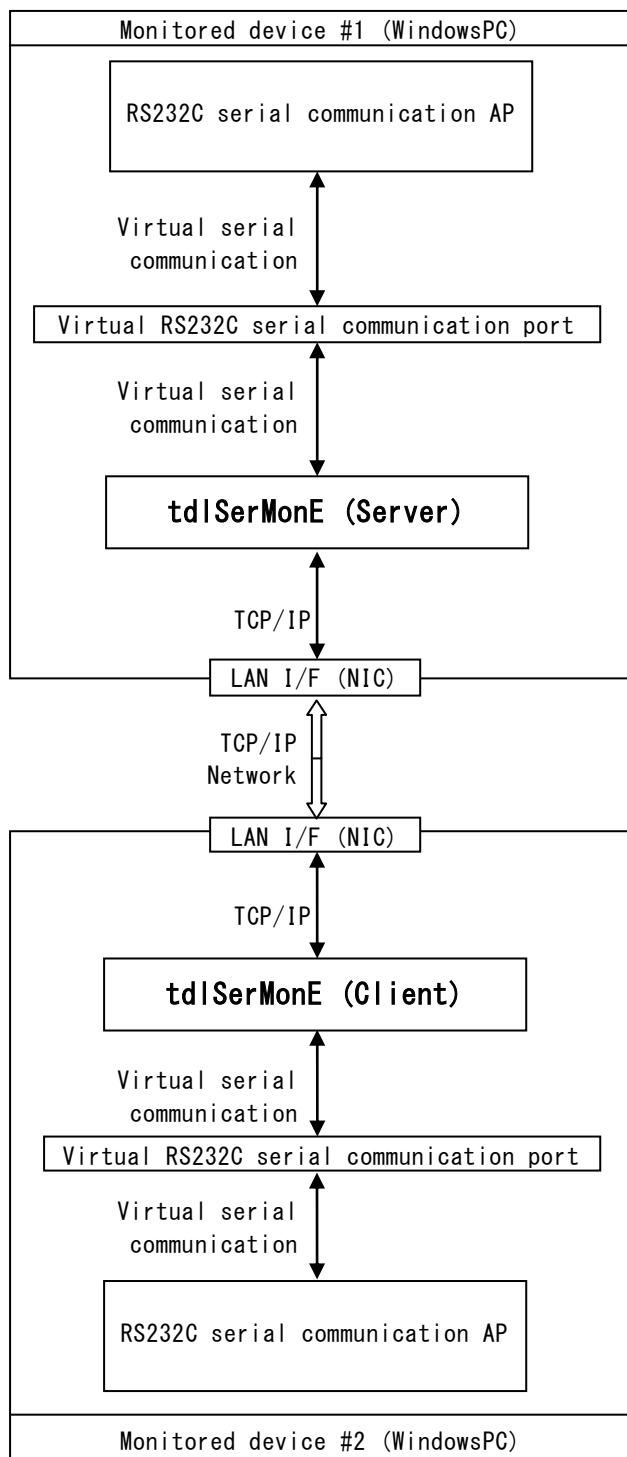 Monitored device #1 (WindowsPC)
RS232C serial communication AP
Virtual serial
communication
Virtual RS232C serial communication port
Virtual serial
communication
tdlSerMonE (Server)
TCP/IP
LAN I/F (NIC)
TCP/IP
Network
LAN I/F (NIC)
TCP/IP
tdlSerMonE (Client)
Virtual serial
communication
Virtual RS232C serial communication port
Virtual serial
communication
RS232C serial communication AP
Monitored device #2 (WindowsPC)